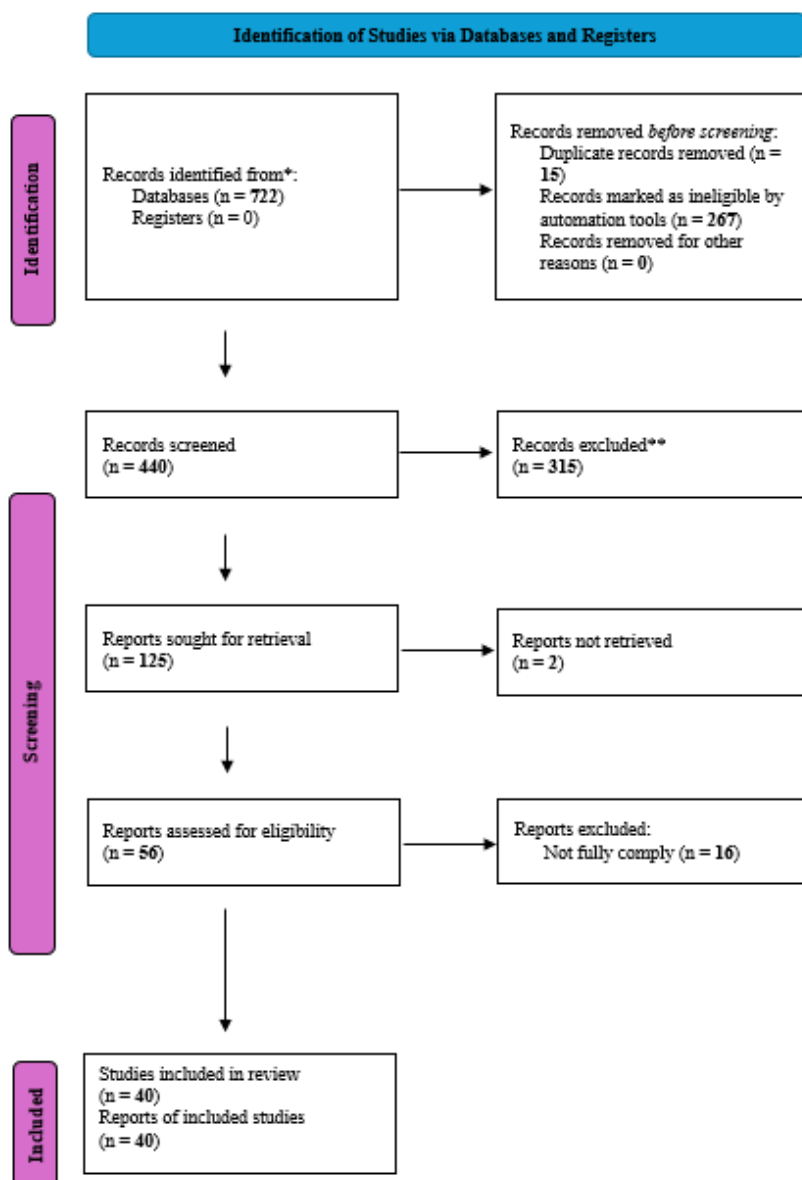 Identification of Studies via Databases and Registers
Identification
Records identified from*:
Databases (n = 722)
Registers (n = 0)
Records removed before screening:
Duplicate records removed (n =
15)
Records marked as ineligible by
automation tools (n = 267)
Records removed for other
reasons (n = 0)
Screening
Records screened
(n = 440)
Records excluded**
(n = 315)
Reports sought for retrieval
(n = 125)
Reports not retrieved
(n = 2)
Reports assessed for eligibility
(n = 56)
Reports excluded:
Not fully comply (n = 16)
Included
Studies included in review
(n = 40)
Reports of included studies
(n = 40)